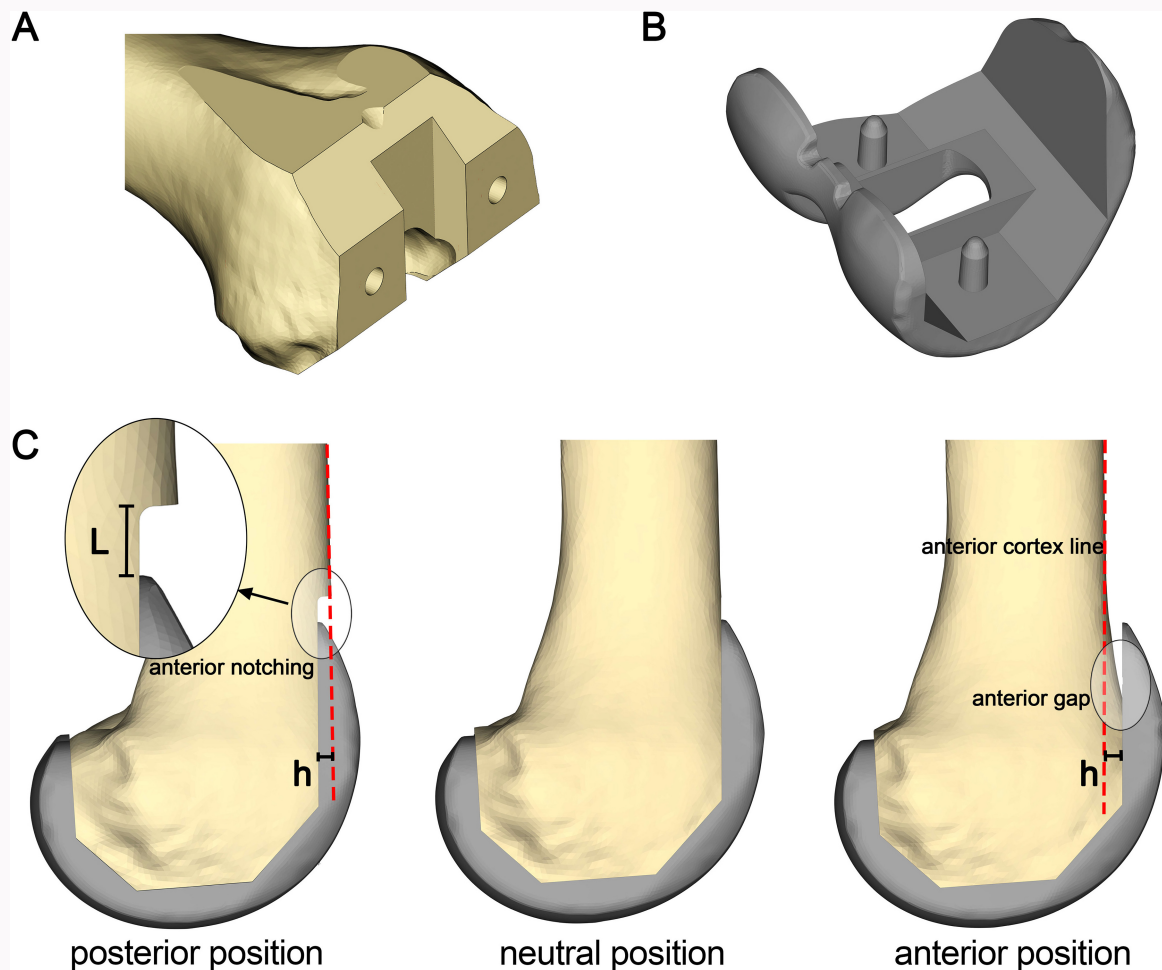 A
B
C
L
anterior notching
h
anterior cortex line
anterior gap
h
posterior position
neutral position
anterior position